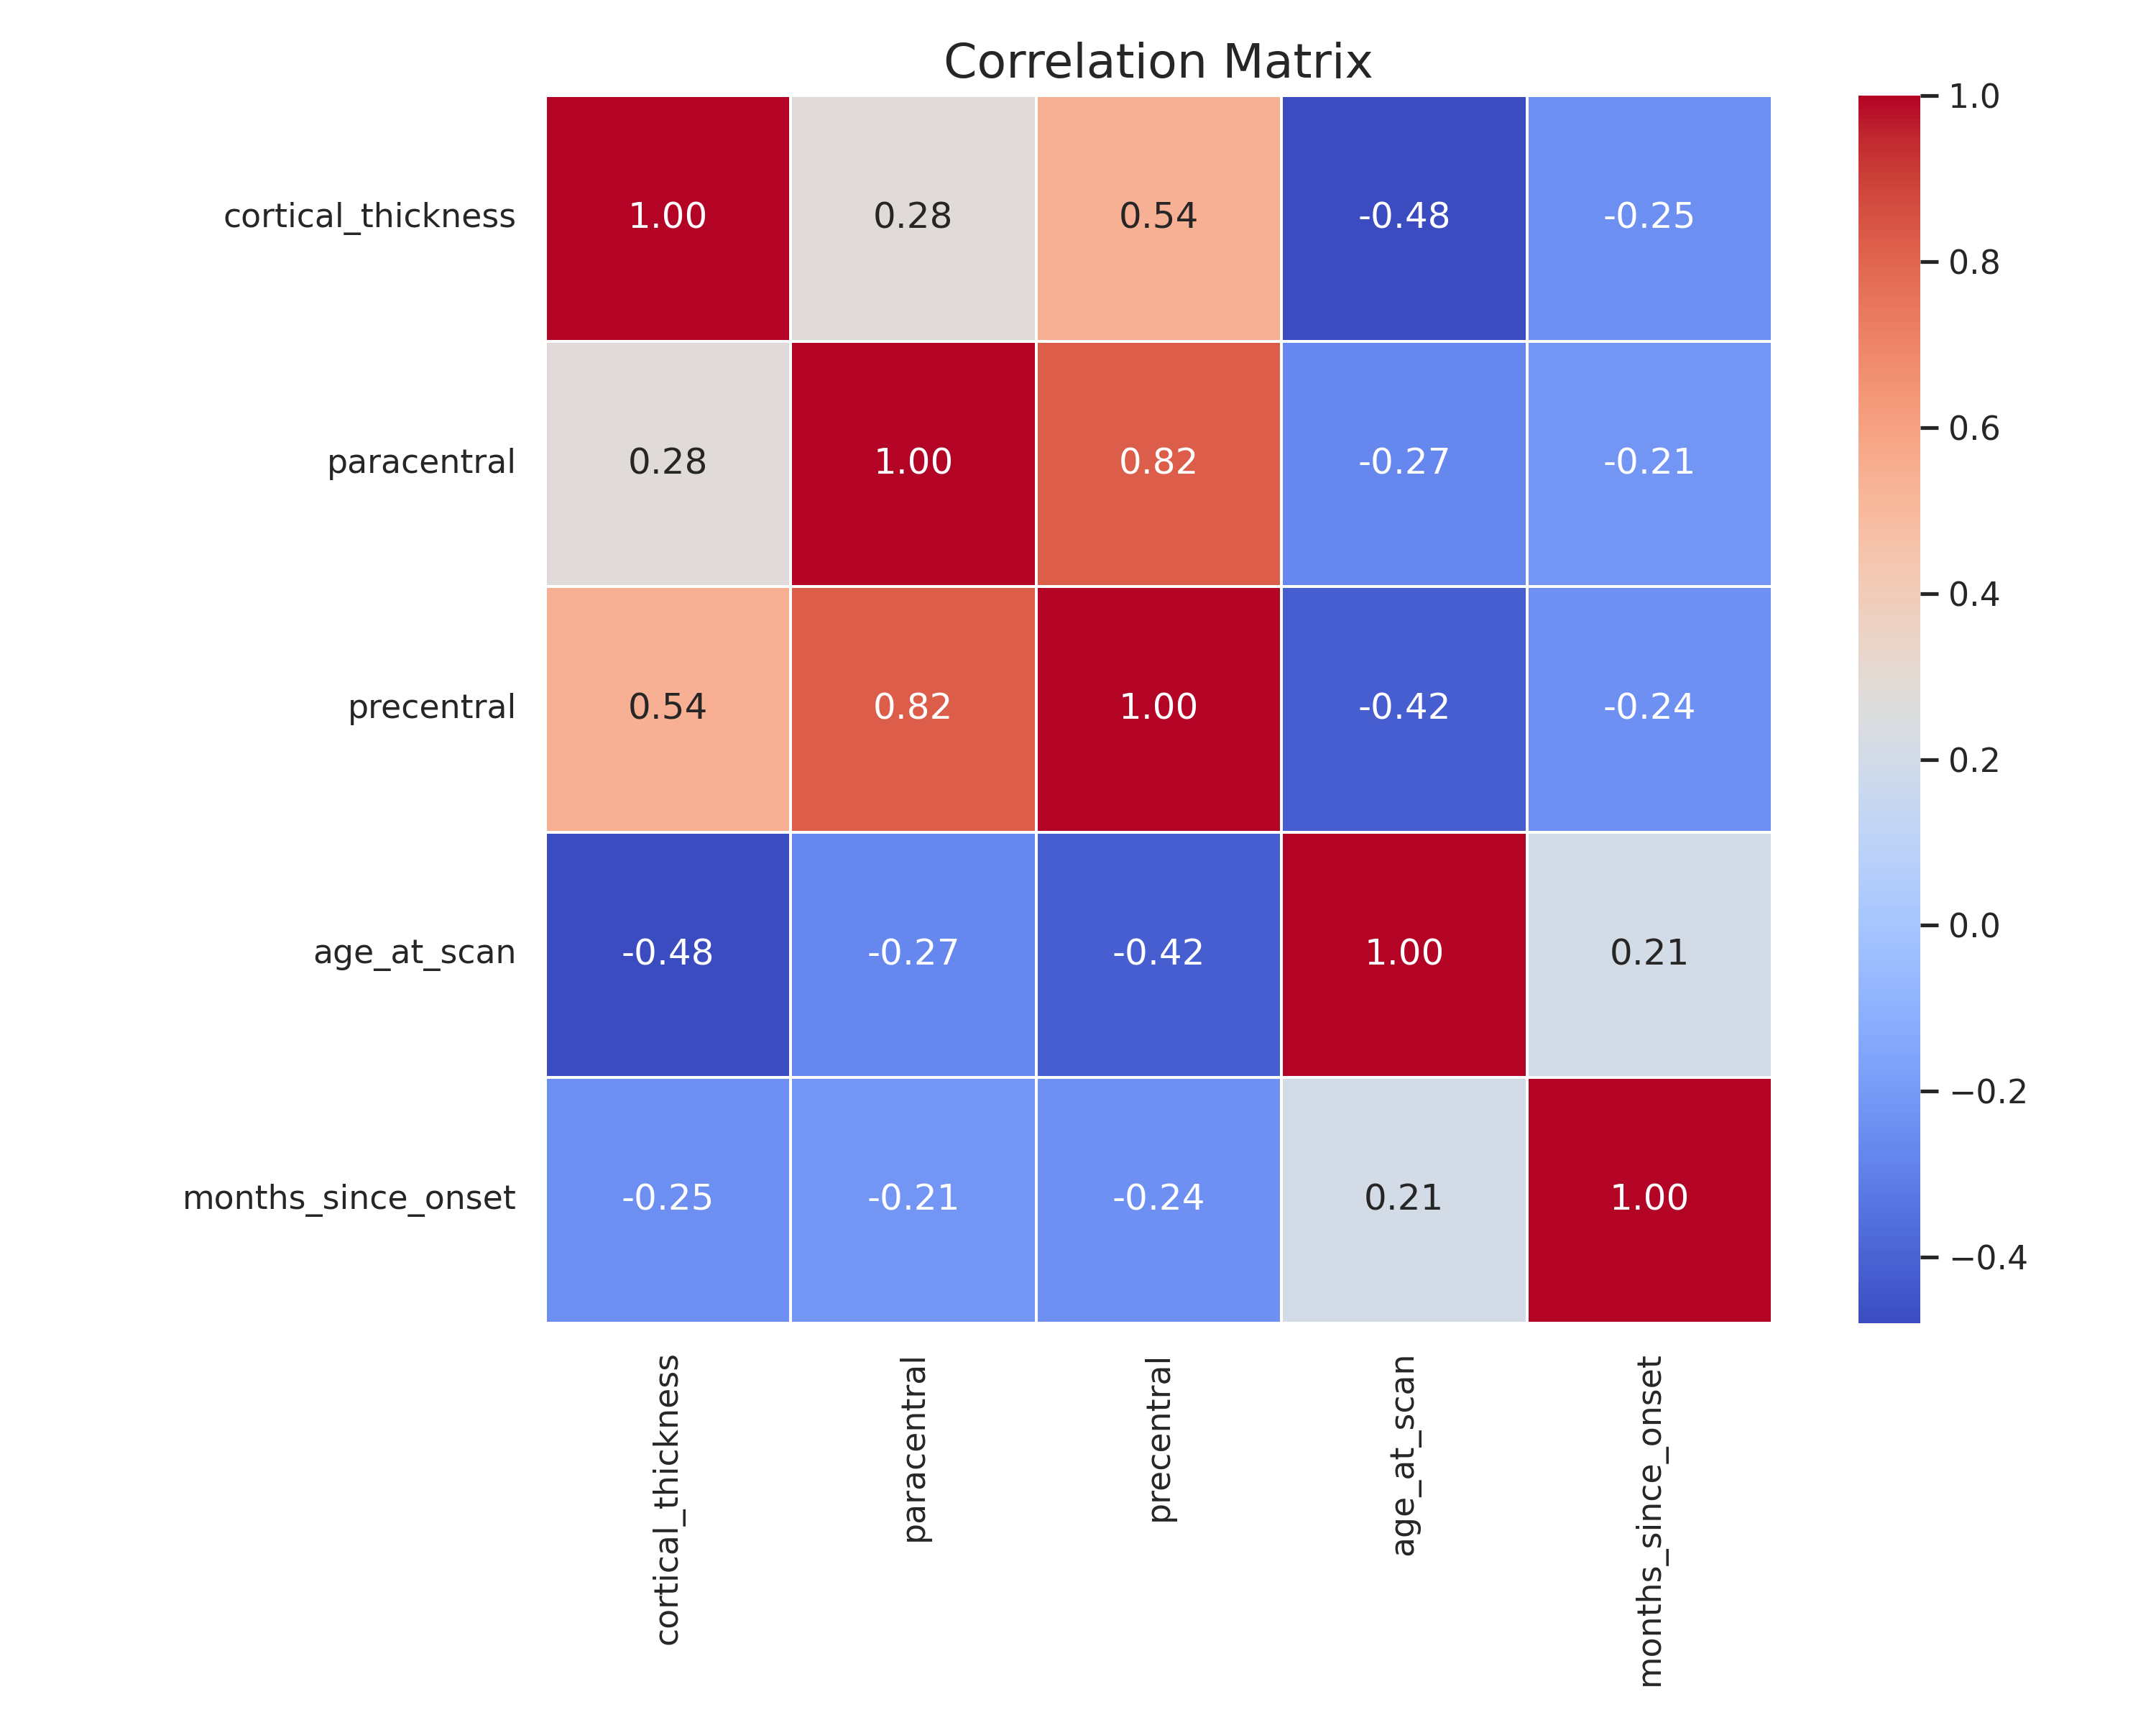 Correlation Matrix
cortical_thickness 1.00 0.28 0.54 -0.48 -0.25
paracentral 0.28 1.00 0.82 -0.27 -0.21
precentral 0.54 0.82 1.00 -0.42 -0.24
age_at_scan -0.48 -0.27 -0.42 1.00 0.21
months_since_onset -0.25 -0.21 -0.24 0.21 1.00
cortical_thickness
paracentral
precentral
age_at_scan
months_since_onset
1.0
0.8
0.6
0.4
0.2
0.0
−0.2
−0.4